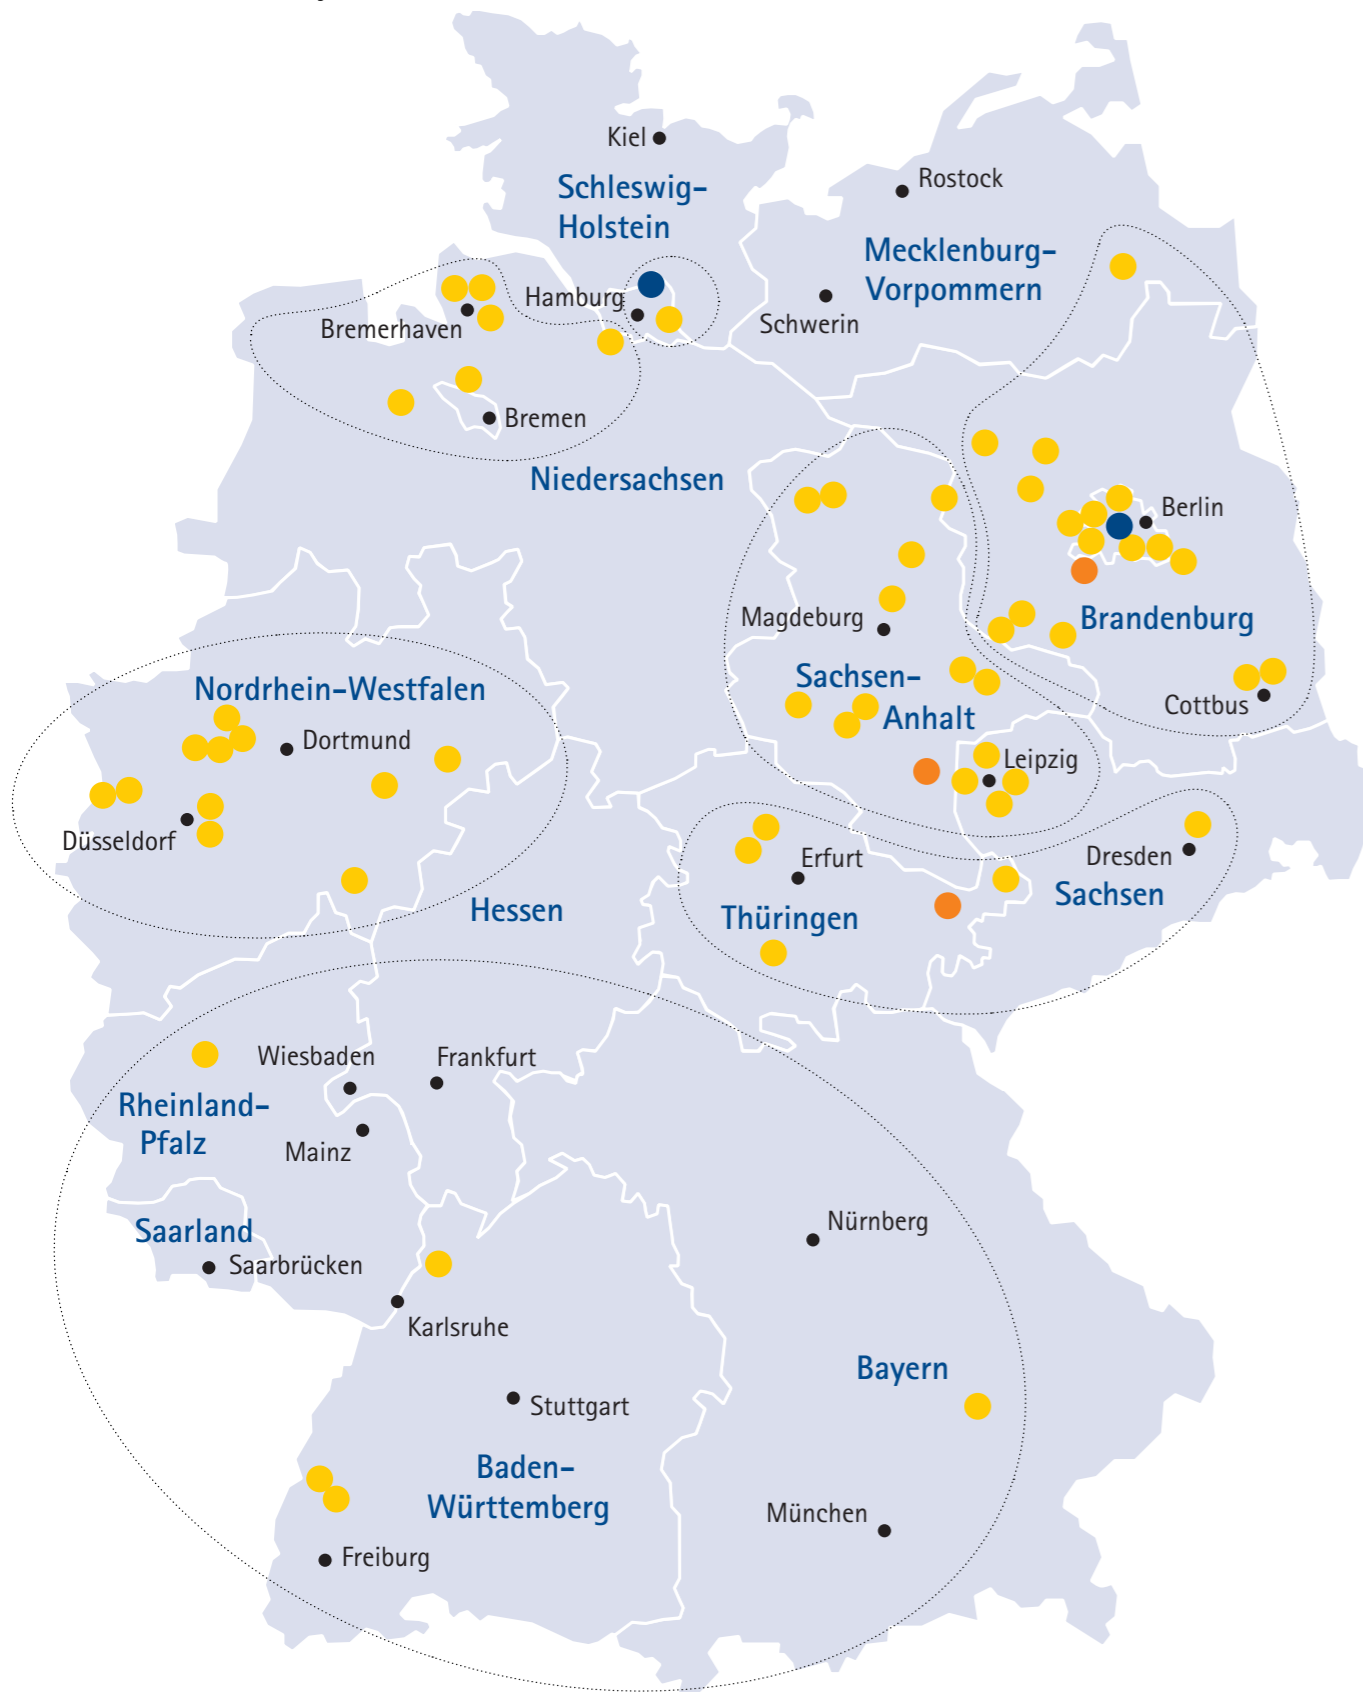 Kiel
Schleswig-
Holstein
Rostock
Mecklenburg-
Vorpommern
Hamburg
Schwerin
Bremerhaven
Bremen
Niedersachsen
Berlin
Magdeburg
Brandenburg
Sachsen-
Anhalt
Cottbus
Nordrhein-Westfalen
Dortmund
Leipzig
Düsseldorf
Erfurt
Dresden
Sachsen
Hessen
Thüringen
Wiesbaden
Frankfurt
Rheinland-
Pfalz
Mainz
Saarland
Saarbrücken
Nürnberg
Karlsruhe
Bayern
Stuttgart
Baden-
Württemberg
München
Freiburg